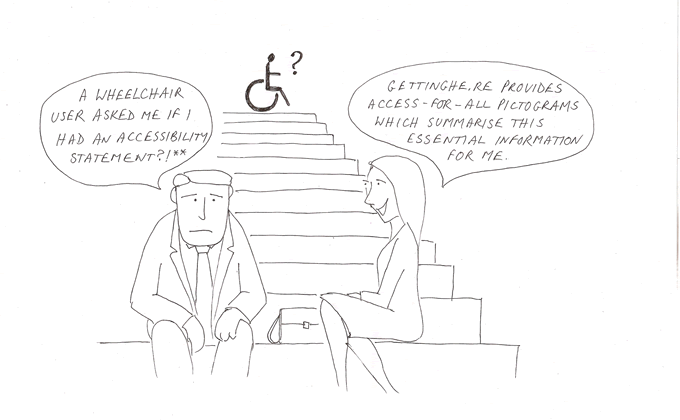 ?
A WHEELCHAIR
USER ASKED ME IF I
HAD AN ACCESSIBILITY
STATEMENT?!**
GETTINGHE.RE PROVIDES
ACCESS-FOR-ALL PICTOGRAMS
WHICH SUMMARISE THIS
ESSENTIAL INFORMATION
FOR ME.